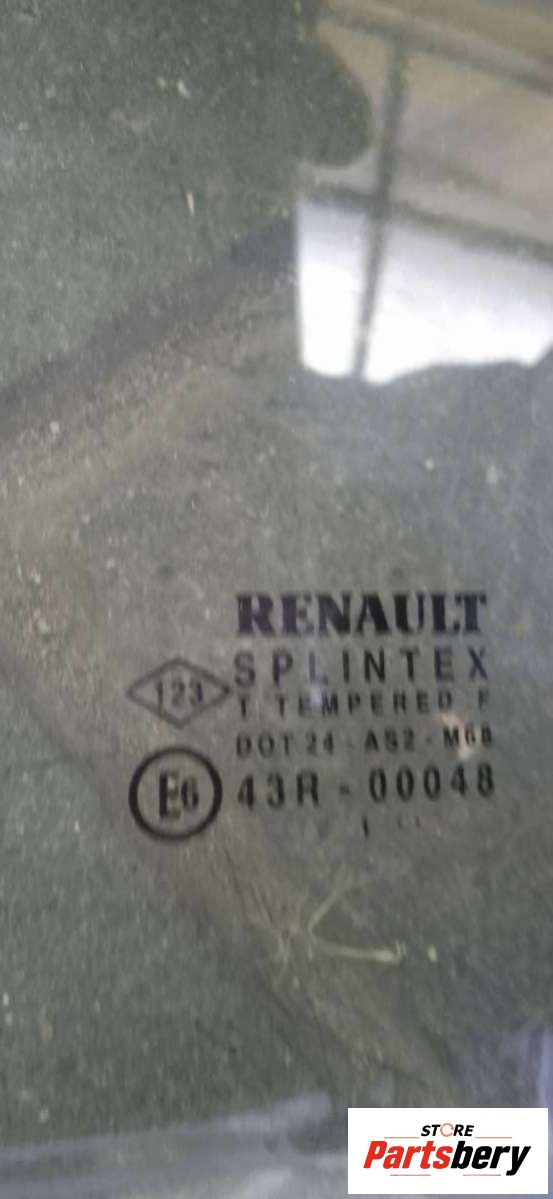 RENAULT
SPLINTEX
123
T TEMPERED F
DOT 24 - AS2 - M68
E6
43R - 00048
STORE
Partsbery